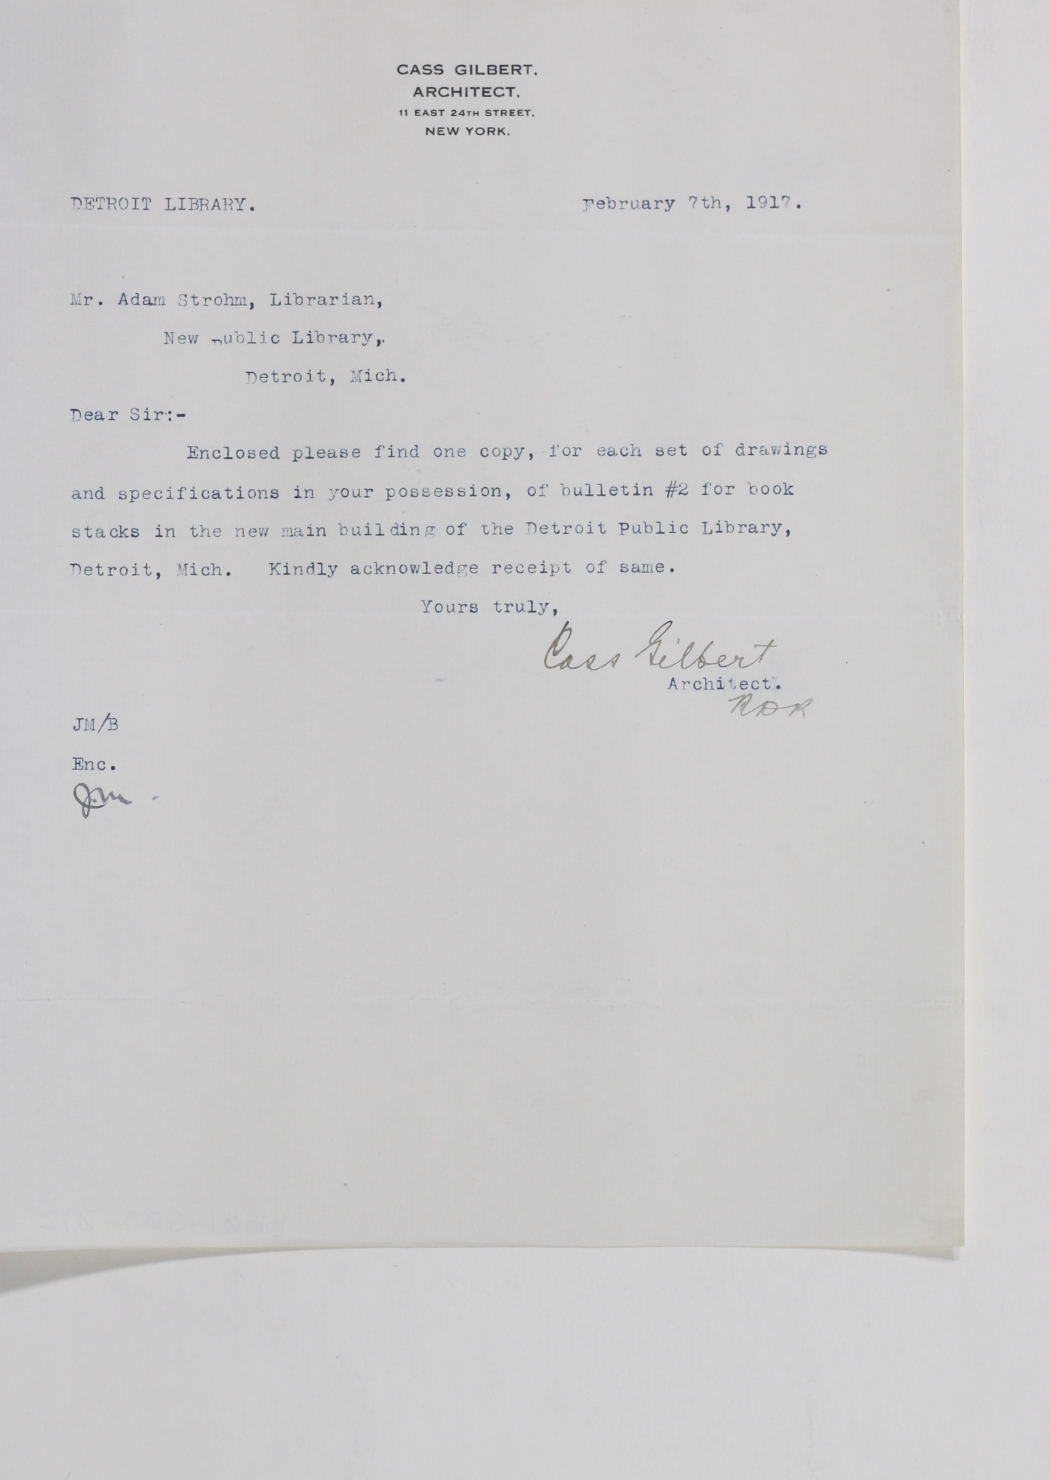 CASS GILBERT,
ARCHITECT,
11 EAST 24TH STREET,
NEW YORK.
DETROIT LIBRARY. February 7th, 1917.
Mr. Adam Strohm, Librarian,
New Public Library,
Detroit, Mich.
Dear Sir:-
Enclosed please find one copy, for each set of drawings
and specifications in your possession, of bulletin #2 for book
stacks in the new main building of the Detroit Public Library,
Detroit, Mich. Kindly acknowledge receipt of same.
Yours truly,
Cass Gilbert
Architect.
RDR
JM/B
Enc.
J.M.